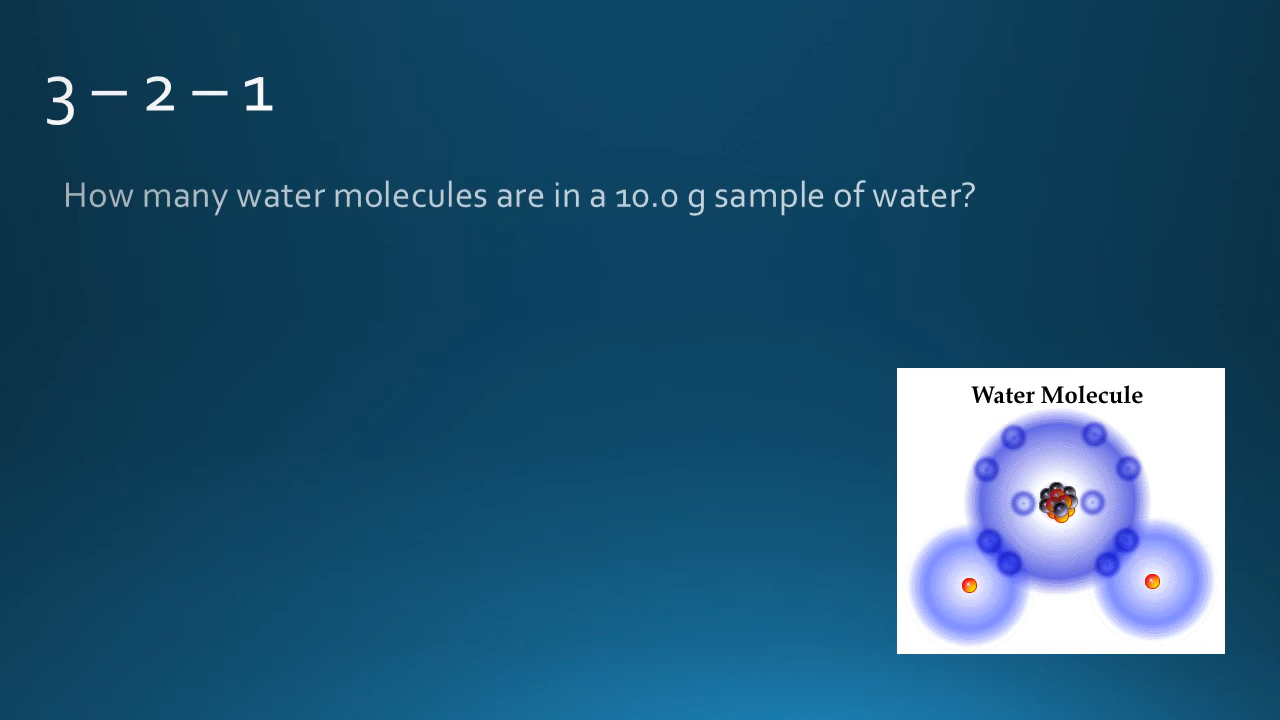 3 – 2 – 1
How many water molecules are in a 10.0 g sample of water?
Water Molecule